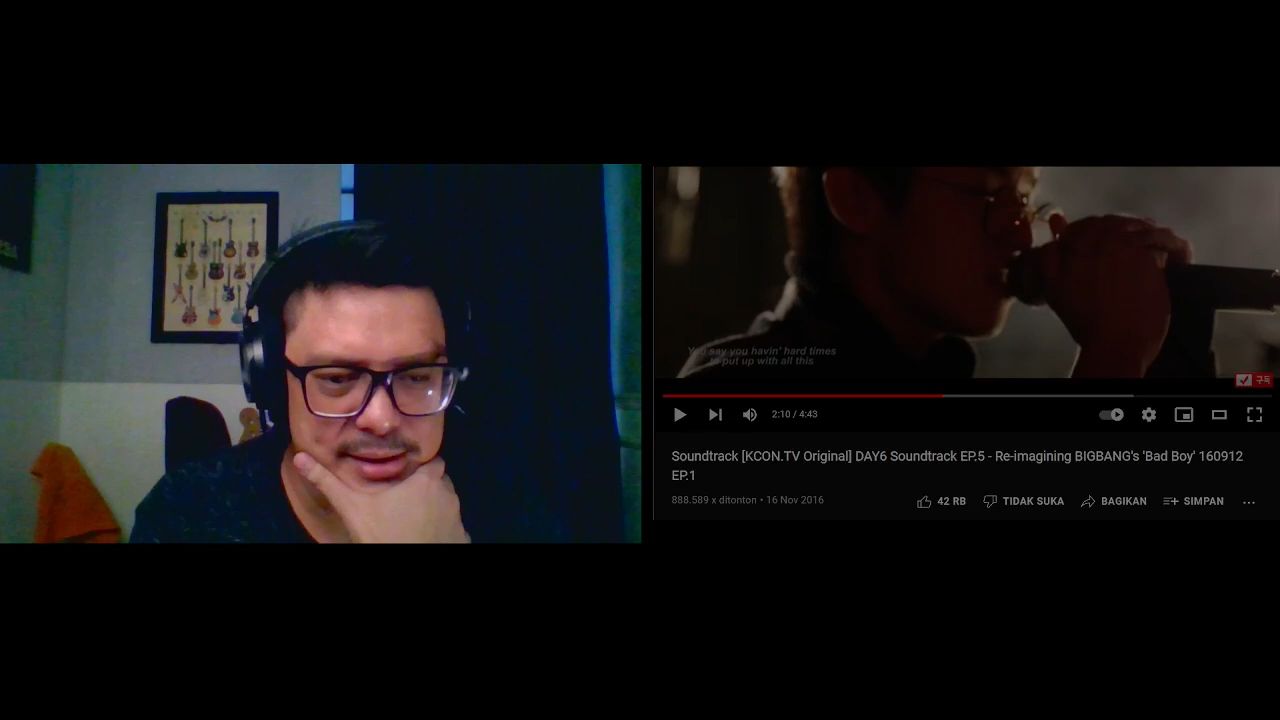 You say you havin' hard times
to put up with all this
구독
2:10 / 4:43
Soundtrack [KCON.TV Original] DAY6 Soundtrack EP.5 - Re-imagining BIGBANG's 'Bad Boy' 160912
EP.1
888.589 x ditonton • 16 Nov 2016
42 RB
TIDAK SUKA
BAGIKAN
SIMPAN